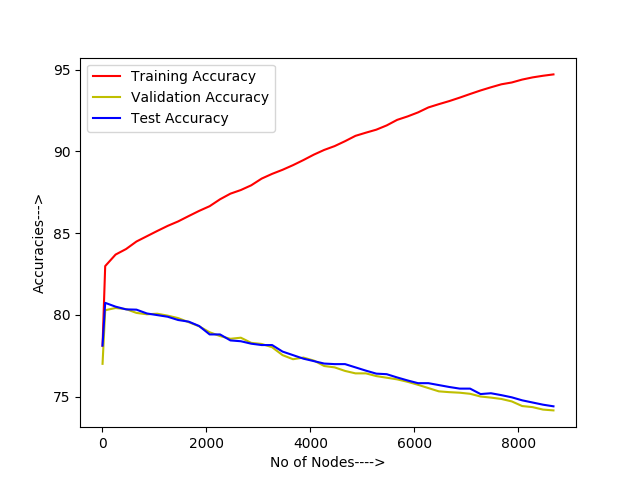 Training Accuracy
Validation Accuracy
Test Accuracy
95
90
85
80
75
0 2000 4000 6000 8000
Accuracies--->
No of Nodes---->